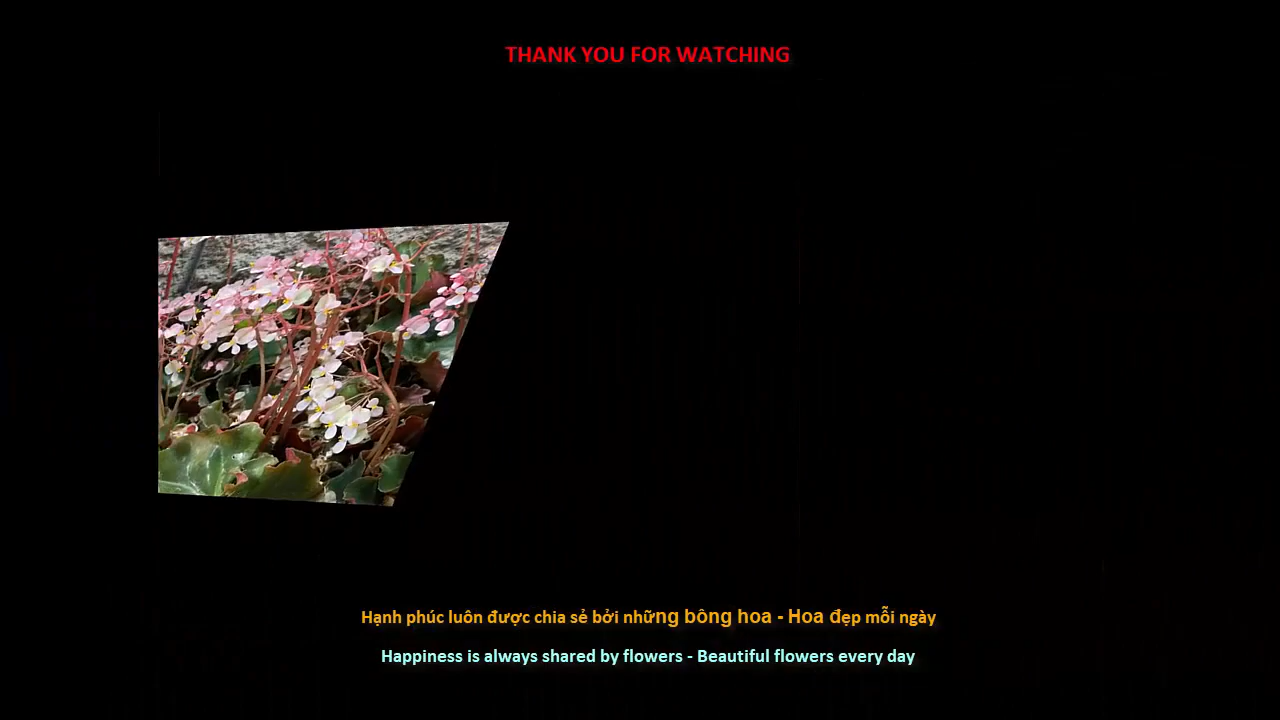 THANK YOU FOR WATCHING
Hạnh phúc luôn được chia sẻ bởi những bông hoa - Hoa đẹp mỗi ngày
Happiness is always shared by flowers - Beautiful flowers every day